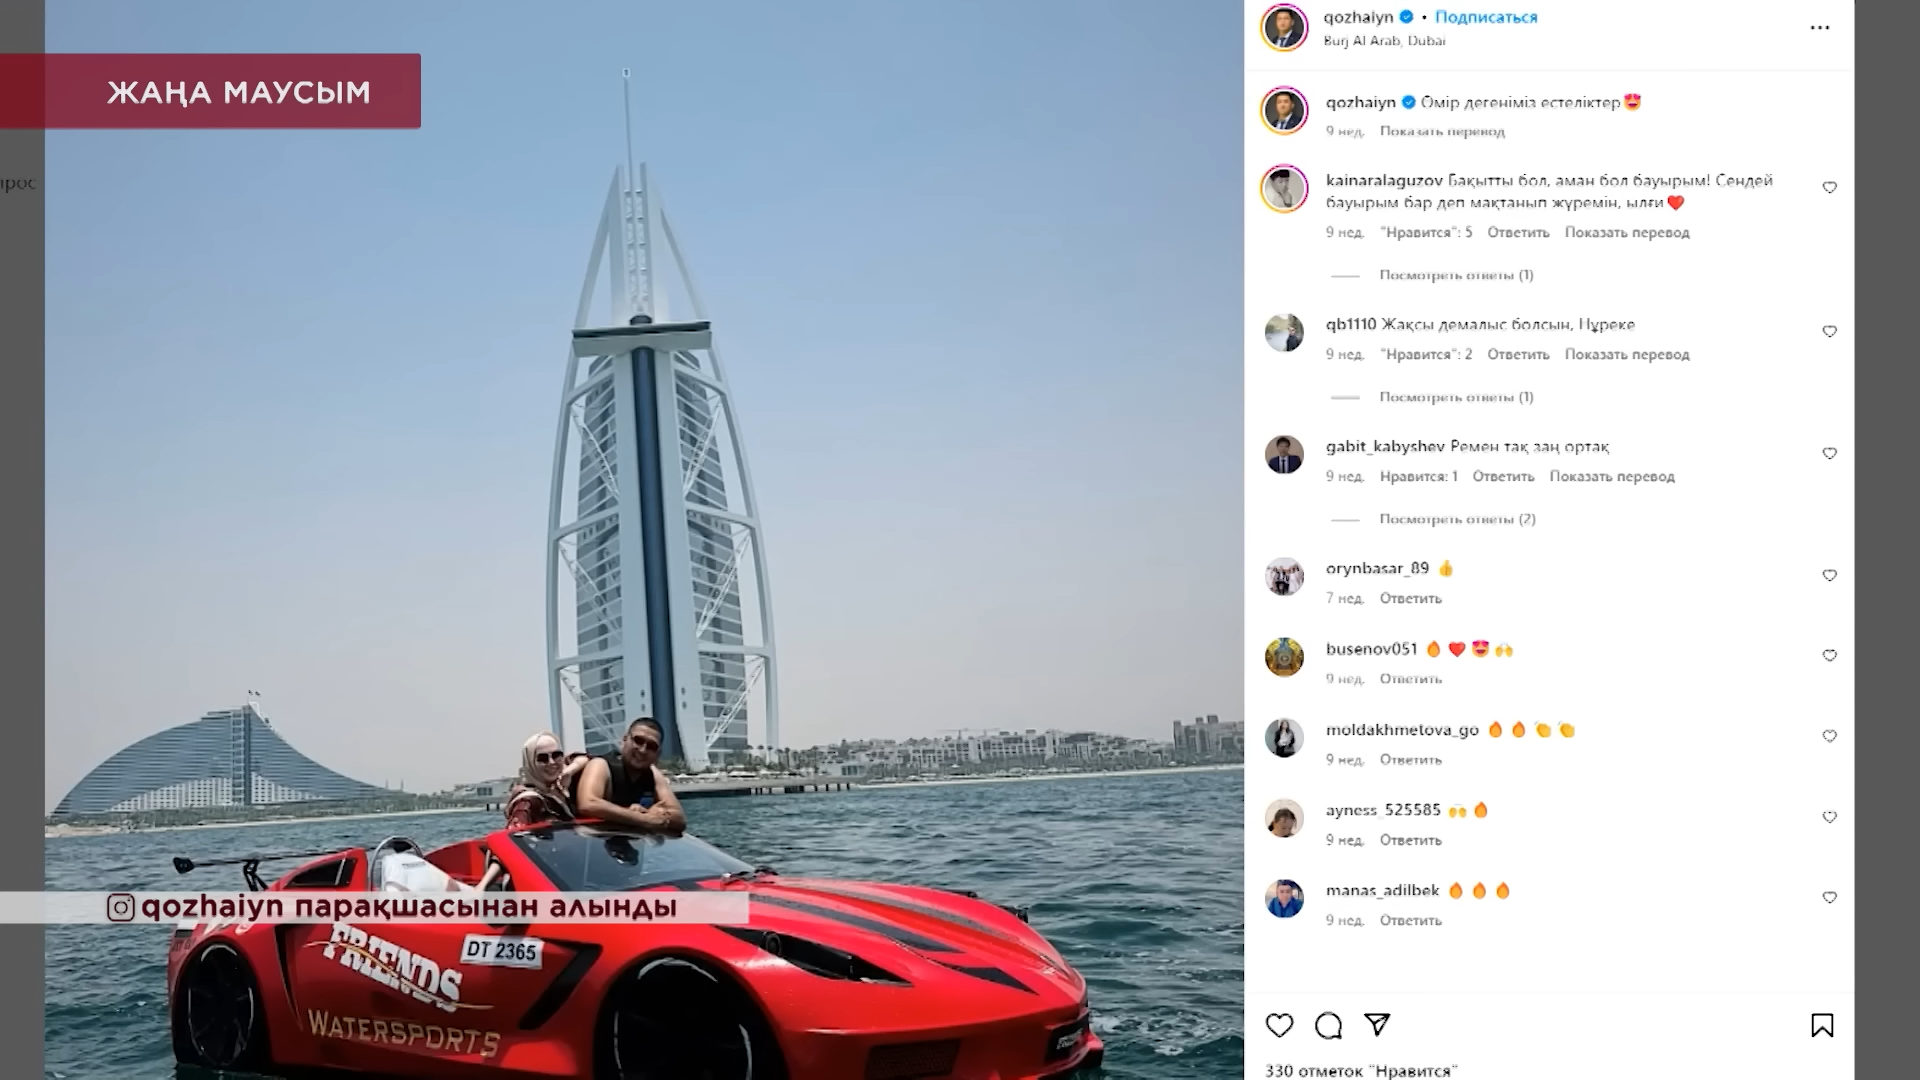 ЖАҢА МАУСЫМ
qozhaiyn парақшасынан алынды
FRIENDS
WATERSPORTS
DT 2365
qozhaiyn • Подписаться
Burj Al Arab, Dubai
qozhaiyn Өмір дегеніміз естеліктер😍
9 нед. Показать перевод
kainaralaguzov Бақытты бол, аман бол бауырым! Сендей
бауырым бар деп мақтанып жүремін, ылғи❤️
9 нед. "Нравится": 5 Ответить Показать перевод
Посмотреть ответы (1)
qb1110 Жақсы демалыс болсын, Нұреке
9 нед. "Нравится": 2 Ответить Показать перевод
Посмотреть ответы (1)
gabit_kabyshev Ремен тақ заң ортақ
9 нед. Нравится: 1 Ответить Показать перевод
Посмотреть ответы (2)
orynbasar_89 👍
7 нед. Ответить
busenov051 🔥❤️😍🙌
9 нед. Ответить
moldakhmetova_go 🔥🔥👏👏
9 нед. Ответить
ayness_525585 🙌🔥
9 нед. Ответить
manas_adilbek 🔥🔥🔥
9 нед. Ответить
330 отметок "Нравится"